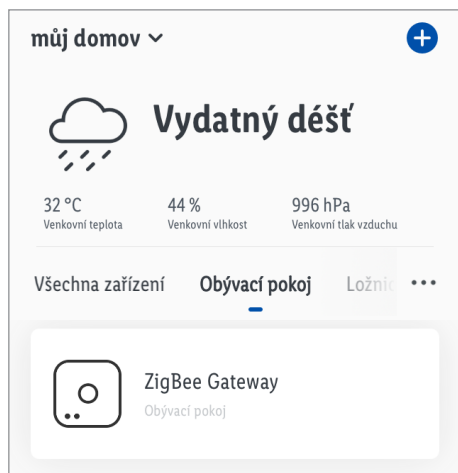 můj domov
Vydatný déšť
32 °C 44 % 996 hPa
Venkovní teplota Venkovní vlhkost Venkovní tlak vzduchu
Všechna zařízení Obývací pokoj
ZigBee Gateway
Obývací pokoj